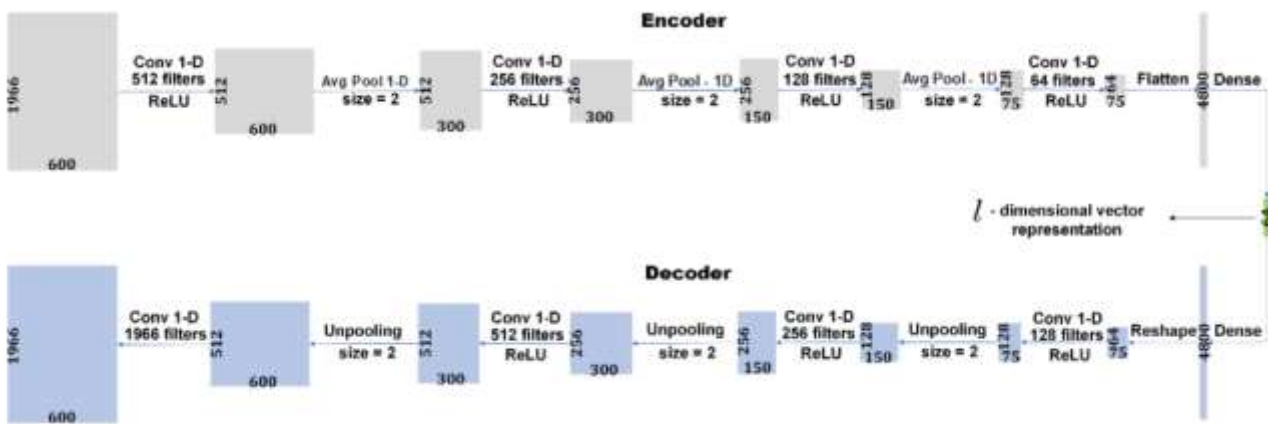 Encoder
1966
600
Conv 1-D
512 filters
ReLU
512
600
Avg Pool 1-D
size = 2
512
300
Conv 1-D
256 filters
ReLU
256
300
Avg Pool - 1D
size = 2
256
150
Conv 1-D
128 filters
ReLU
128
150
Avg Pool - 1D
size = 2
128
75
Conv 1-D
64 filters
ReLU
64
75
Flatten
4800
Dense
l - dimensional vector
representation
Decoder
1966
600
Conv 1-D
1966 filters
512
600
Unpooling
size = 2
512
300
Conv 1-D
512 filters
ReLU
256
300
Unpooling
size = 2
256
150
Conv 1-D
256 filters
ReLU
128
150
Unpooling
size = 2
128
75
Conv 1-D
128 filters
ReLU
64
75
Reshape
4800
Dense